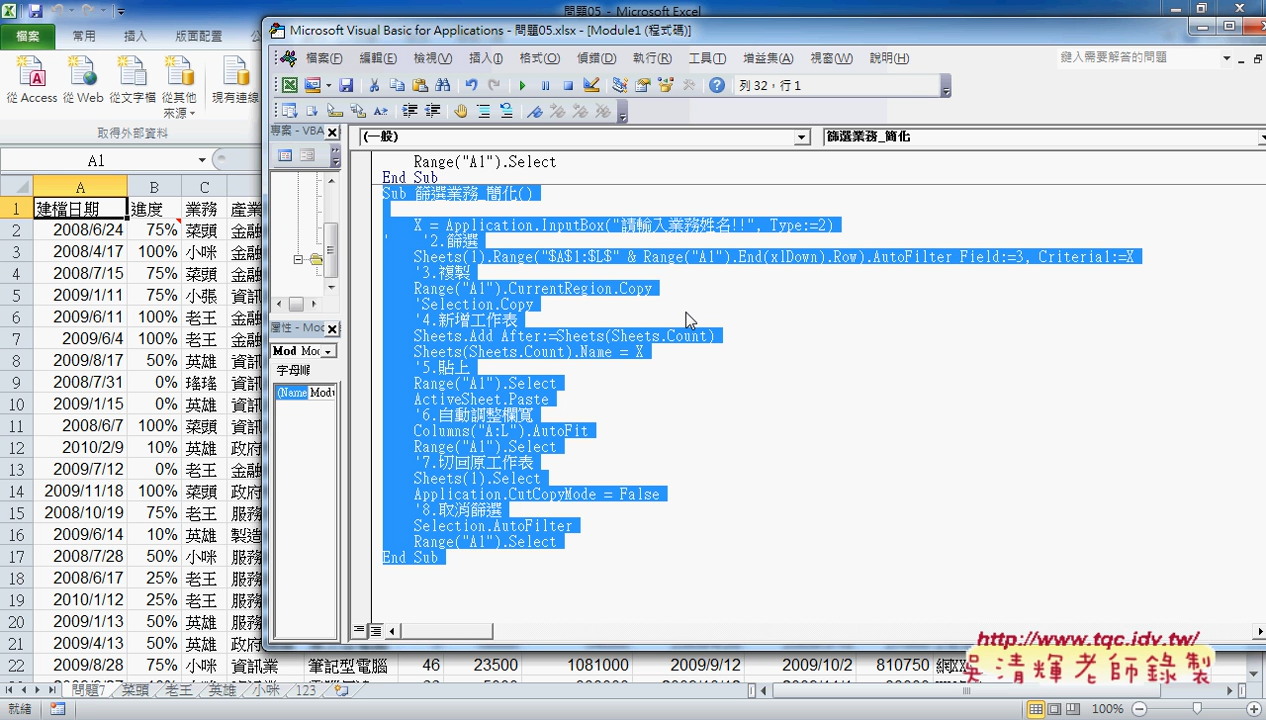 問題05 - Microsoft Excel
檔案 常用 插入 版面配置
從 Access 從 Web 從文字檔 從其他來源 現有連線
取得外部資料
A1
A B C
1 建檔日期 進度 業務 產業
2 2008/6/24 75% 菜頭 金融
3 2008/4/17 100% 小咪 金融
4 2008/7/15 75% 菜頭 金融
5 2009/1/11 75% 小張 資訊
6 2009/6/11 100% 老王 金融
7 2009/6/4 100% 老王 金融
8 2009/8/17 50% 英雄 資訊
9 2008/7/31 0% 瑤瑤 資訊
10 2009/1/15 0% 英雄 資訊
11 2008/6/7 100% 菜頭 資訊
12 2010/2/9 10% 英雄 政府
13 2009/7/12 0% 老王 金融
14 2009/11/18 100% 菜頭 政府
15 2008/10/19 75% 老王 服務
16 2009/6/14 10% 英雄 製造
17 2008/7/28 50% 小咪 服務
18 2008/6/17 25% 老王 服務
19 2010/1/12 25% 老王 服務
20 2009/1/13 50% 英雄 服務
21 2009/4/13 50% 英雄 政府
22 2009/8/28 75% 小咪 資訊業 筆記型電腦 46 23500 1081000 2009/9/12 2009/10/2 810750
問題7 菜頭 老王 英雄 小咪 123
就緒 100%
Microsoft Visual Basic for Applications - 問題05.xlsx - [Module1 (程式碼)]
檔案(F) 編輯(E) 檢視(V) 插入(I) 格式(O) 偵錯(D) 執行(R) 工具(T) 增益集(A) 視窗(W) 說明(H) 鍵入需要解答的問題
列 32，行 1
專案 - VBA
屬性 - Mod
字母順
(Name Modu
(一般) 篩選業務_簡化
Range("A1").Select
End Sub
Sub 篩選業務_簡化()
X = Application.InputBox("請輸入業務姓名!!", Type:=2)
' '2.篩選
Sheets(1).Range("$A$1:$L$" & Range("A1").End(xlDown).Row).AutoFilter Field:=3, Criteria1:=X
'3.複製
Range("A1").CurrentRegion.Copy
'Selection.Copy
'4.新增工作表
Sheets.Add After:=Sheets(Sheets.Count)
Sheets(Sheets.Count).Name = X
'5.貼上
Range("A1").Select
ActiveSheet.Paste
'6.自動調整欄寬
Columns("A:L").AutoFit
Range("A1").Select
'7.切回原工作表
Sheets(1).Select
Application.CutCopyMode = False
'8.取消篩選
Selection.AutoFilter
Range("A1").Select
End Sub
http://www.tqc.idv.tw/
吳清輝老師錄製